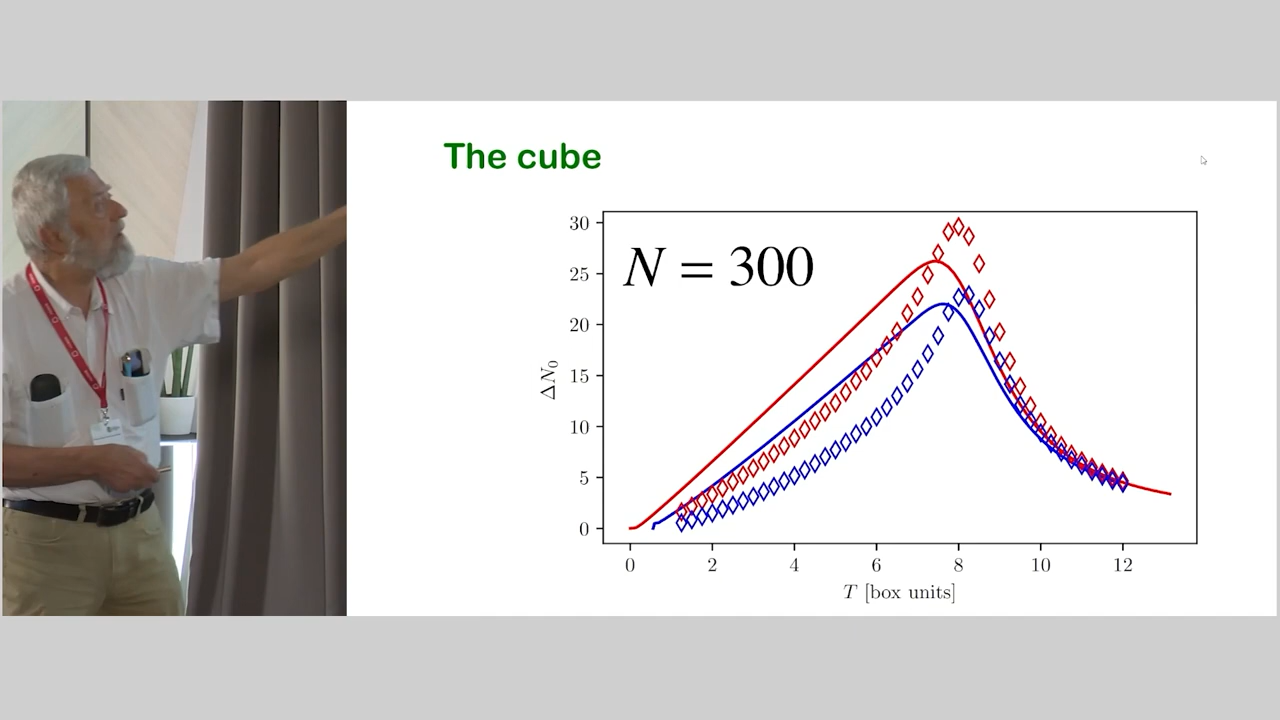 The cube
N = 300
30
25
20
15
10
5
0
ΔN₀
0 2 4 6 8 10 12
T [box units]